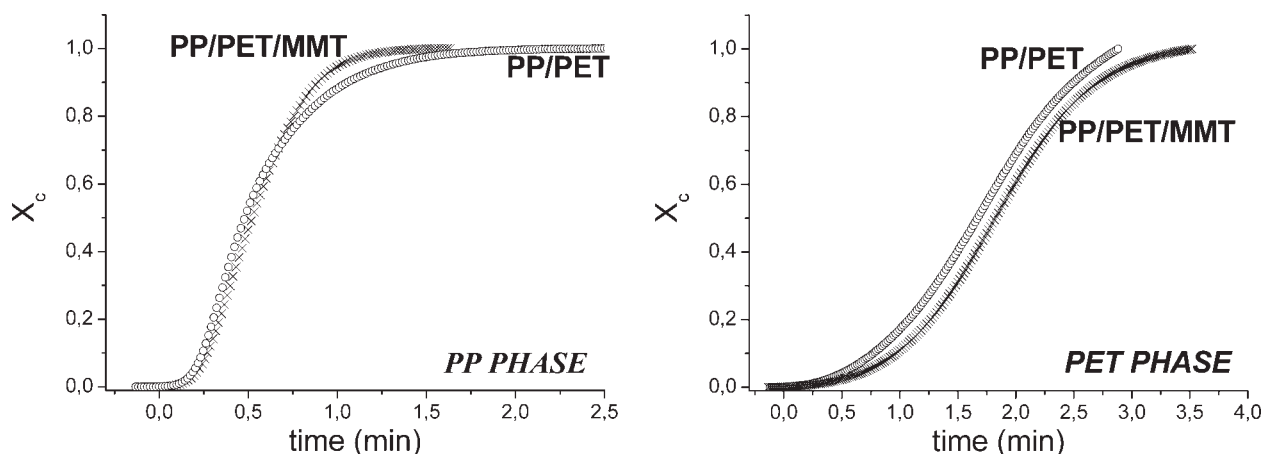 PP/PET/MMT
PP/PET
1,0
0,8
0,6
0,4
0,2
0,0
X_c
PP PHASE
0,0 0,5 1,0 1,5 2,0 2,5
time (min)
PP/PET
PP/PET/MMT
1,0
0,8
0,6
0,4
0,2
0,0
X_c
PET PHASE
0,0 0,5 1,0 1,5 2,0 2,5 3,0 3,5 4,0
time (min)